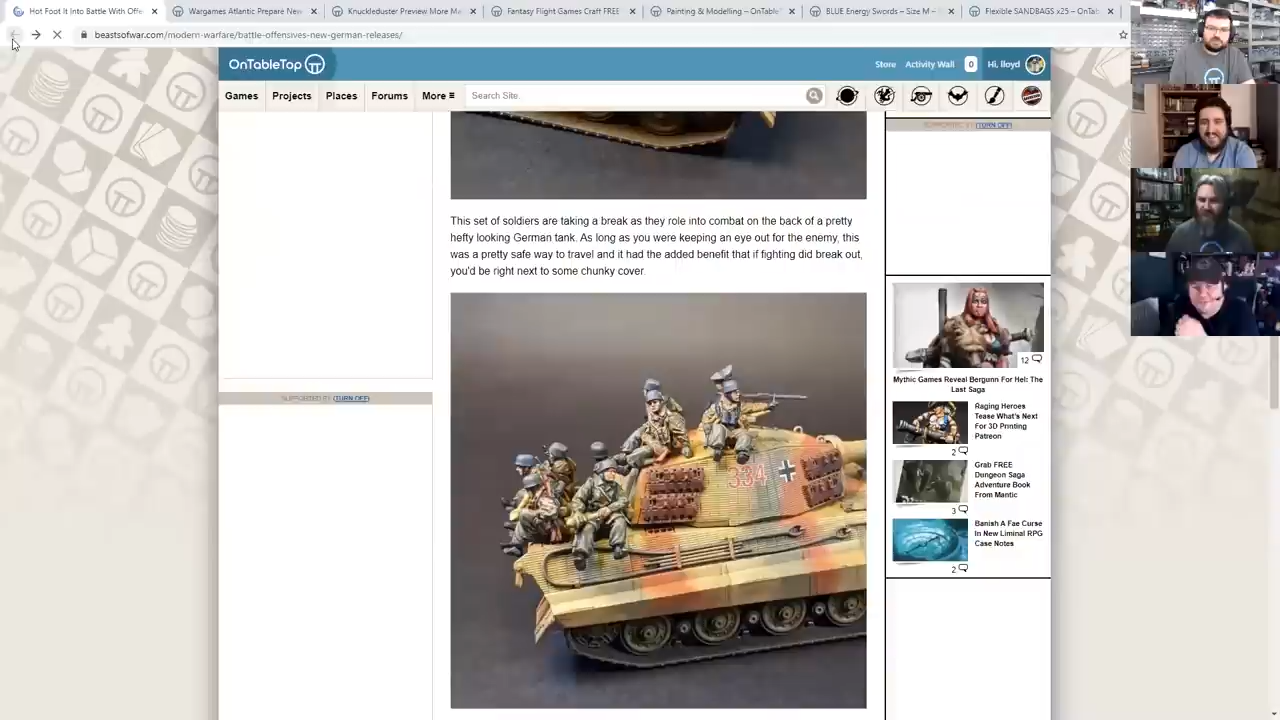 Hot Foot It Into Battle With Offe
Wargames Atlantic Prepare New
Knuckleduster Preview More Me
Fantasy Flight Games Craft FREE
Painting & Modelling – OnTable
BLUE Energy Swords – Size M –
Flexible SANDBAGS x25 – OnTab
beastsofwar.com/modern-warfare/battle-offensives-new-german-releases/
OnTableTop
Store
Activity Wall
0
Hi, lloyd
Games
Projects
Places
Forums
More
Search Site.
SUPPORTED BY (TURN OFF)
This set of soldiers are taking a break as they role into combat on the back of a pretty
hefty looking German tank. As long as you were keeping an eye out for the enemy, this
was a pretty safe way to travel and it had the added benefit that if fighting did break out,
you'd be right next to some chunky cover.
334
12
Mythic Games Reveal Bergunn For Hel: The
Last Saga
Raging Heroes
Tease What's Next
For 3D Printing
Patreon
2
Grab FREE
Dungeon Saga
Adventure Book
From Mantic
3
Banish A Fae Curse
In New Liminal RPG
Case Notes
2
SUPPORTED BY (TURN OFF)